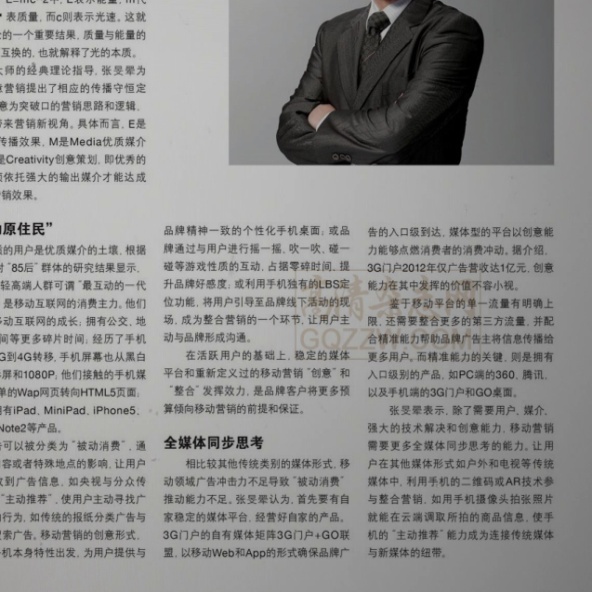 表质量，而c则表示光速。这就
的一个重要结果，质量与能量的
互换的，也就解释了光的本质。
大师的经典理论指导，张旻翚为
营销提出了相应的传播守恒定
意为突破口的营销思路和逻辑，
来营销新视角。具体而言，E是
传播效果，M是Media优质媒介
是Creativity创意策划，即优秀的
依托强大的输出媒介才能达成
销效果。
原住民”
的用户是优质媒介的土壤，根据
“85后”群体的研究结果显示，
轻高端人群可谓“最互动的一代
是移动互联网的消费主力。他们
动互联网的成长；拥有公交、地
间等更多碎片时间；经历了手机
G到4G转移，手机屏幕也从黑白
屏和1080P，他们接触的手机媒
单的Wap网页转向HTML5页面，
有iPad、MiniPad、iPhone5、
Note2等产品。
可以被分类为“被动消费”，通
容或者特殊地点的影响，让用户
到广告信息，如央视与分众传
“主动推荐”，使用户主动寻找广
行为，如传统的报纸分类广告与
索广告。移动营销的创意形式，
机本身特性出发，为用户提供与
品牌精神一致的个性化手机桌面；或品
牌通过与用户进行摇一摇，吹一吹，碰一
碰等游戏性质的互动，占据零碎时间，提
升品牌好感度；或利用手机独有的LBS定
位功能，将用户引导至品牌线下活动的现
场，成为整合营销的一个环节，让用户主
动与品牌形成沟通。
在活跃用户的基础上，稳定的媒体
平台和重新定义过的移动营销“创意”和
“整合”发挥效力，是品牌客户将更多预
算倾向移动营销的前提和保证。
全媒体同步思考
相比较其他传统类别的媒体形式，移
动领域广告冲击力不足导致“被动消费”
推动能力不足。张旻翚认为，首先要有自
家稳定的媒体平台，经营好自家的产品。
3G门户的自有媒体矩阵3G门户+GO联
盟，以移动Web和App的形式确保品牌广
告的入口级到达，媒体型的平台以创意能
力能够点燃消费者的消费冲动。据介绍，
3G门户2012年仅广告营收达1亿元，创意
能力在其中发挥的价值不容小视。
鉴于移动平台的单一流量有明确上
限，还需要整合更多的第三方流量，并配
合精准能力帮助品牌广告主将信息传播给
更多用户。而精准能力的关键，则是拥有
入口级别的产品，如PC端的360、腾讯，
以及手机端的3G门户和GO桌面。
张旻翚表示，除了需要用户、媒介、
强大的技术解决和创意能力，移动营销
需要更多全媒体同步思考的能力。让用
户在其他媒体形式如户外和电视等传统
媒体中，利用手机的二维码或AR技术参
与整合营销，如用手机摄像头拍张照片
就能在云端调取所拍的商品信息，使手
机的“主动推荐”能力成为连接传统媒体
与新媒体的纽带。
GQZZW.COM